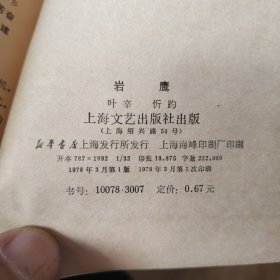 岩鹰
叶辛 忻趵
上海文艺出版社出版
(上海绍兴路54号)
新华书店上海发行所发行 上海海峰印刷厂印刷
开本787×1092 1/32 印张10.875 字数222,000
1978年3月第1版 1978年3月第1次印刷
书号：10078·3007 定价：0.67元
机，
建